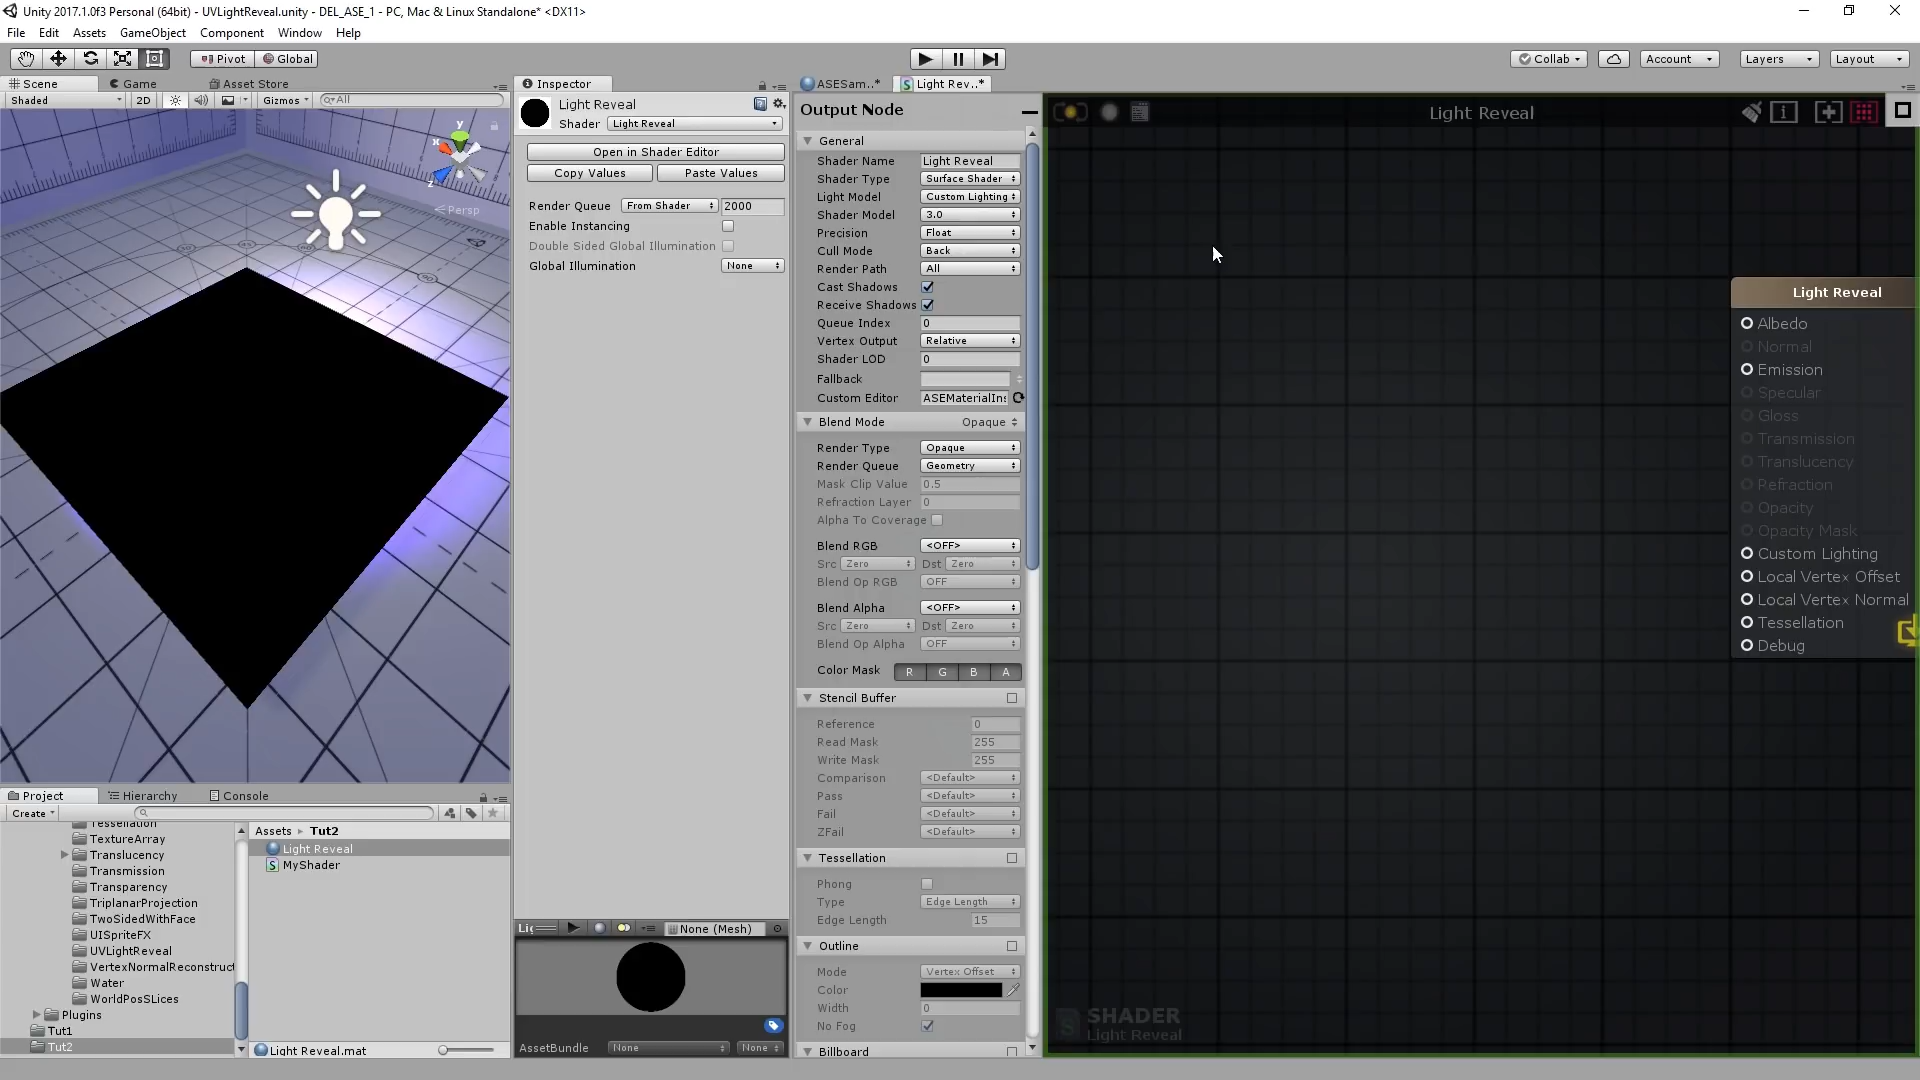 Unity 2017.1.0f3 Personal (64bit) - UVLightReveal.unity - DEL_ASE_1 - PC, Mac & Linux Standalone* <DX11>
File Edit Assets GameObject Component Window Help
Pivot Global
Collab Account Layers Layout
Scene Game Asset Store
Shaded 2D Gizmos All
y
x
z
Persp
Inspector
Light Reveal
Shader Light Reveal
Open in Shader Editor
Copy Values Paste Values
Render Queue From Shader 2000
Enable Instancing
Double Sided Global Illumination
Global Illumination None
None (Mesh)
AssetBundle None None
ASESam..* Light Rev..*
Output Node
General
Shader Name Light Reveal
Shader Type Surface Shader
Light Model Custom Lighting
Shader Model 3.0
Precision Float
Cull Mode Back
Render Path All
Cast Shadows
Receive Shadows
Queue Index 0
Vertex Output Relative
Shader LOD 0
Fallback
Custom Editor ASEMaterialIns
Blend Mode Opaque
Render Type Opaque
Render Queue Geometry
Mask Clip Value 0.5
Refraction Layer 0
Alpha To Coverage
Blend RGB <OFF>
Src Zero Dst Zero
Blend Op RGB OFF
Blend Alpha <OFF>
Src Zero Dst Zero
Blend Op Alpha OFF
Color Mask R G B A
Stencil Buffer
Reference 0
Read Mask 255
Write Mask 255
Comparison <Default>
Pass <Default>
Fail <Default>
ZFail <Default>
Tessellation
Phong
Type Edge Length
Edge Length 15
Outline
Mode Vertex Offset
Color
Width 0
No Fog
Billboard
Light Reveal
Light Reveal
Albedo
Normal
Emission
Specular
Gloss
Transmission
Translucency
Refraction
Opacity
Opacity Mask
Custom Lighting
Local Vertex Offset
Local Vertex Normal
Tessellation
Debug
SHADER
Light Reveal
Project Hierarchy Console
Create
Tessellation
TextureArray
Translucency
Transmission
Transparency
TriplanarProjection
TwoSidedWithFace
UISpriteFX
UVLightReveal
VertexNormalReconstruct
Water
WorldPosSLices
Plugins
Tut1
Tut2
Assets Tut2
Light Reveal
MyShader
Light Reveal.mat